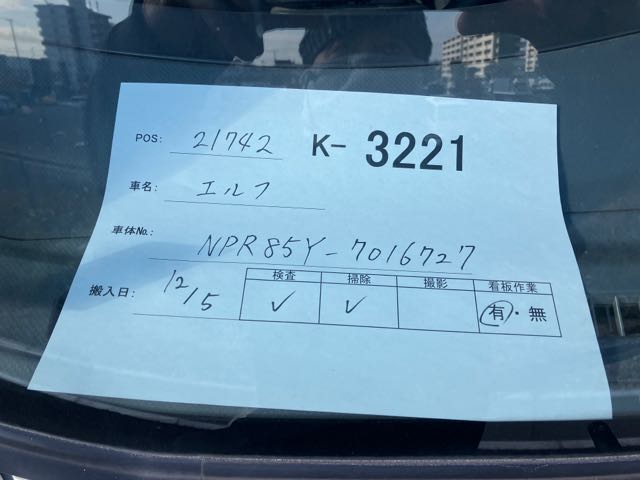 POS: 21742 K- 3221
車名: エルフ
車体No.: NPR85Y-7016727
搬入日: 12/5
検査 掃除 撮影 看板作業
✓ ✓ 有・無